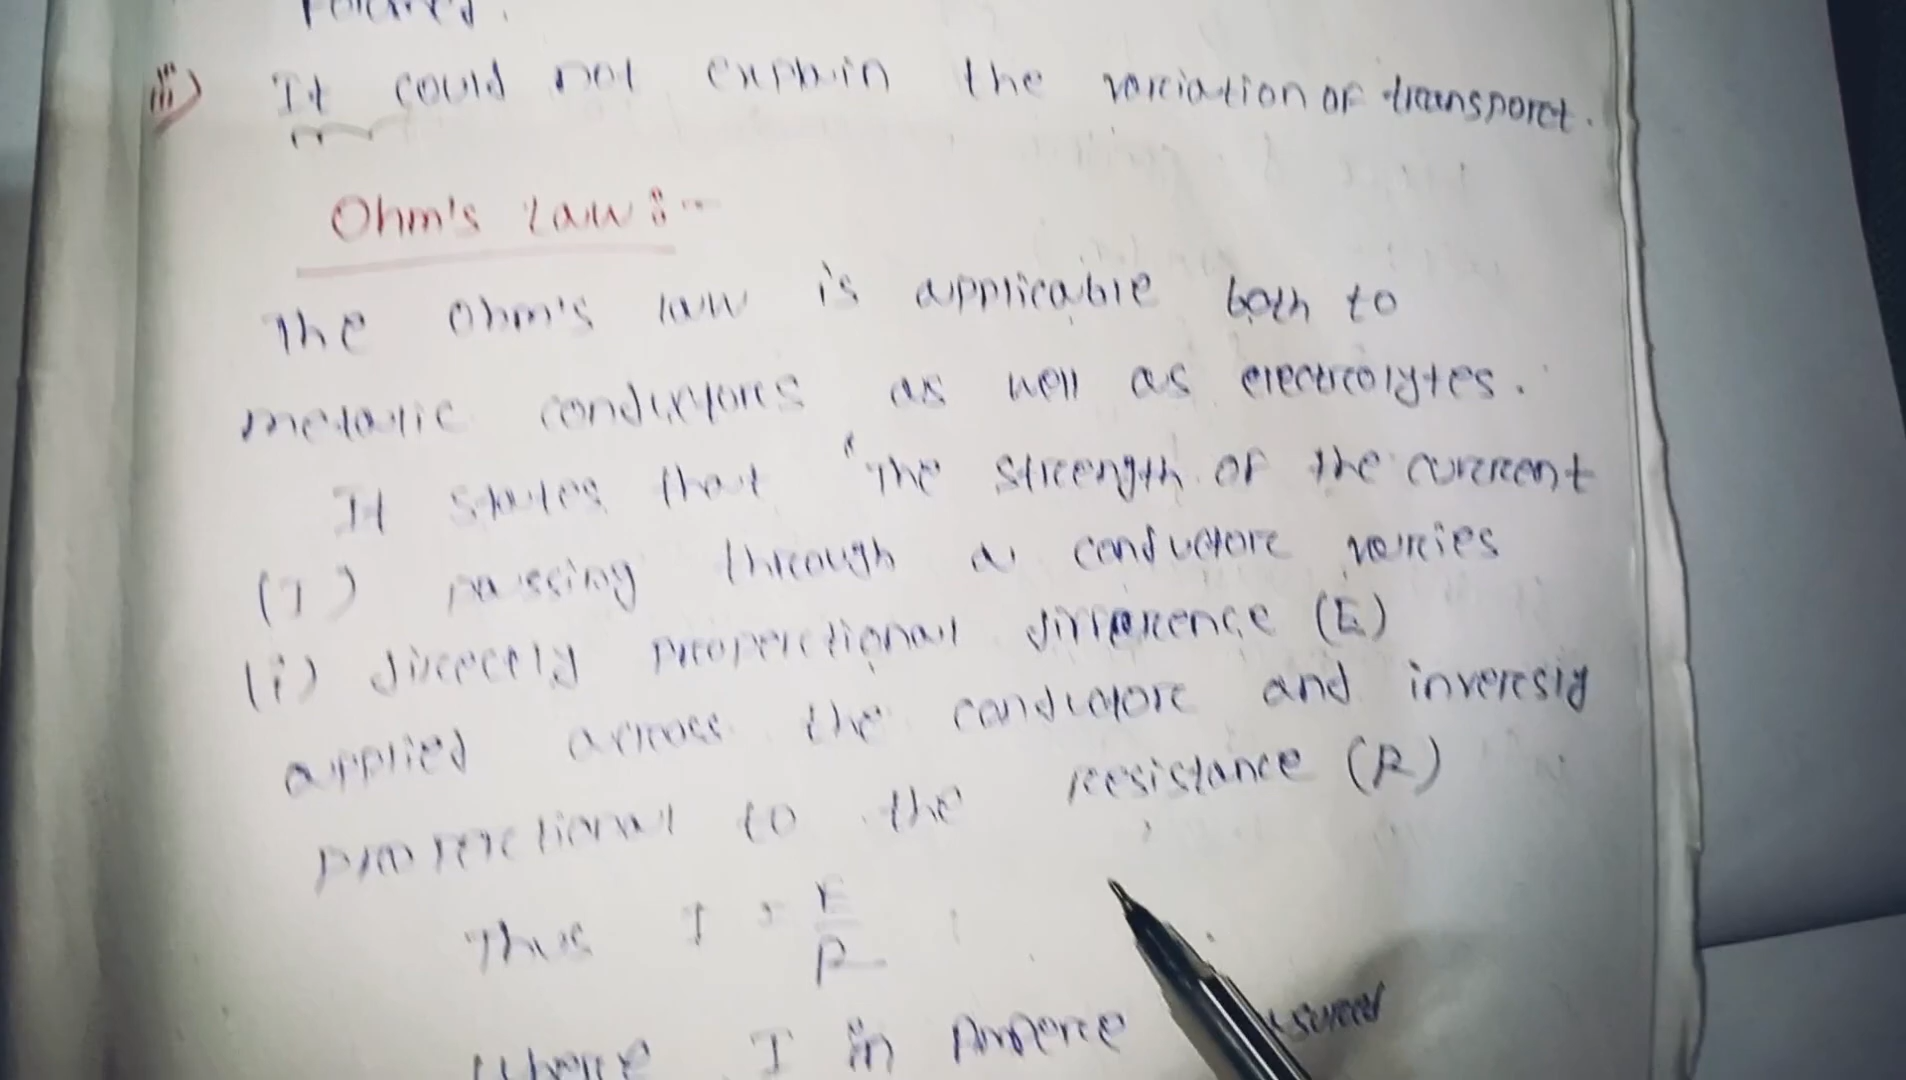 iii) It could not explain the variation of transport.
Ohm's Law :-
The Ohm's law is applicable both to
metallic conductors as well as electrolytes.
It states that "The strength of the current
(I) passing through a conductor varies
(i) directly proportional difference (E)
applied across the conductor and inversly
proportional to the resistance (R)
Thus I = E/R
Where I in Ampere